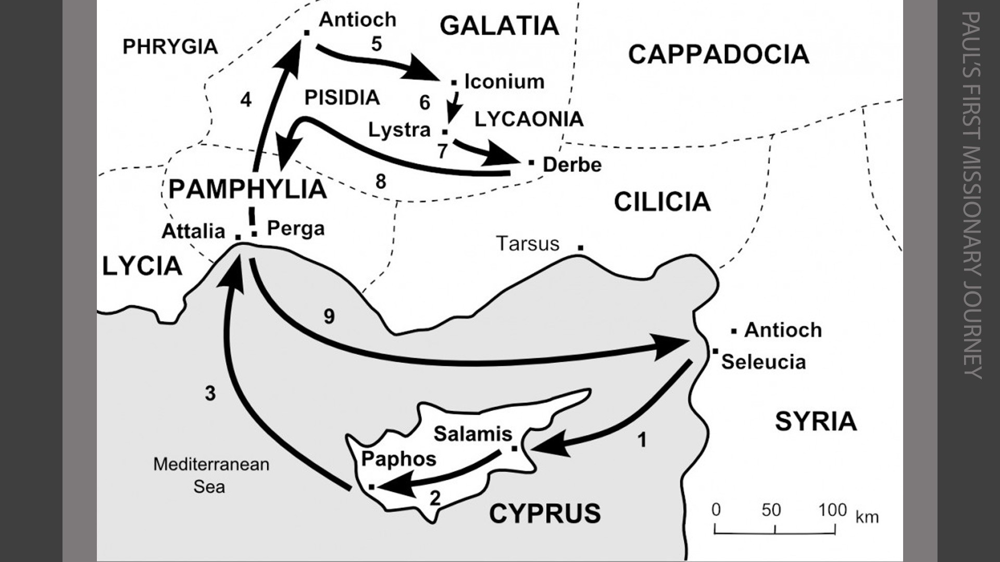 Antioch
GALATIA
5
PHRYGIA
CAPPADOCIA
Iconium
4
PISIDIA
6
LYCAONIA
Lystra
7
Derbe
8
PAMPHYLIA
CILICIA
Attalia
Perga
Tarsus
LYCIA
9
Antioch
Seleucia
3
SYRIA
Salamis
1
Paphos
Mediterranean
Sea
2
CYPRUS
0 50 100 km
PAUL'S FIRST MISSIONARY JOURNEY